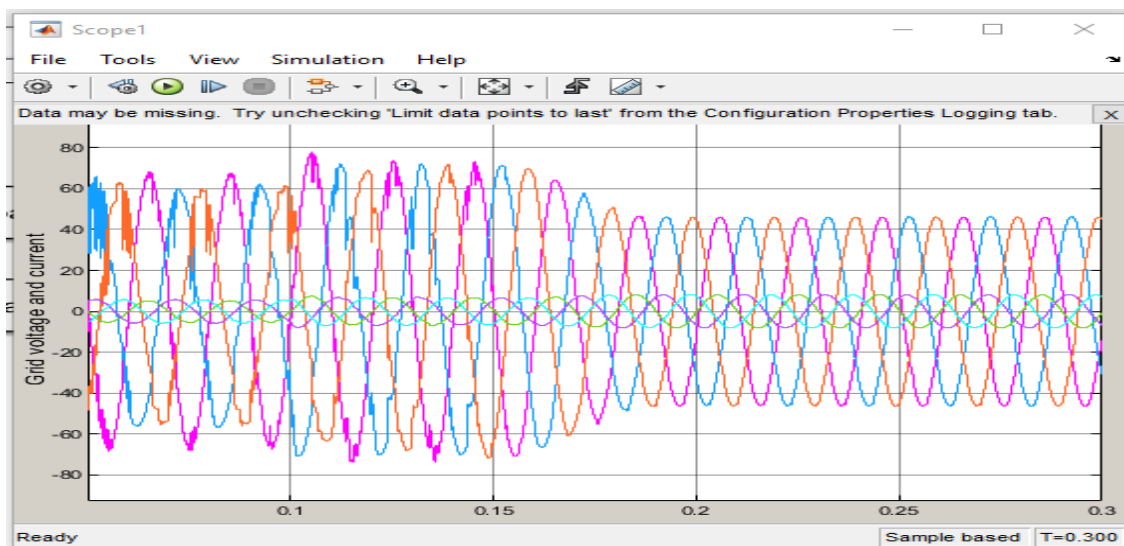 Scope1
File Tools View Simulation Help
Data may be missing. Try unchecking 'Limit data points to last' from the Configuration Properties Logging tab. X
Grid voltage and current
80
60
40
20
0
-20
-40
-60
-80
0.1 0.15 0.2 0.25 0.3
Ready Sample based T=0.300